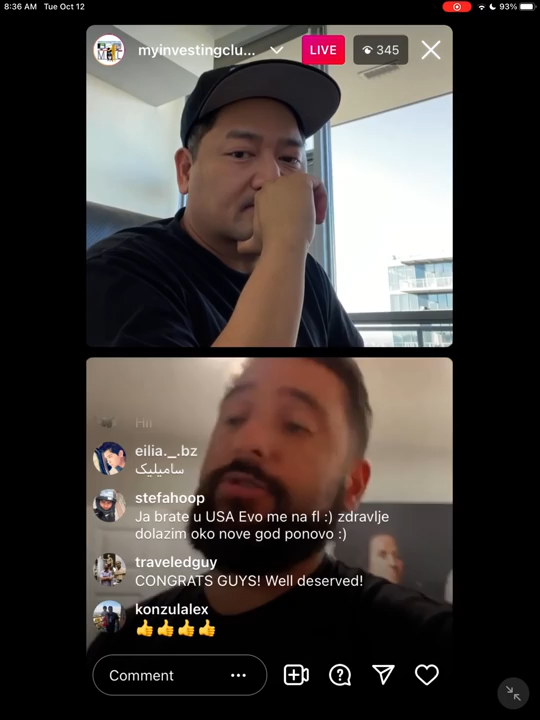 8:36 AM Tue Oct 12
93%
myinvestingclu...
LIVE
345
Hii
eilia._.bz
سامیلیک
stefahoop
Ja brate u USA Evo me na fl :) zdravlje
dolazim oko nove god ponovo :)
traveledguy
CONGRATS GUYS! Well deserved!
konzulalex
👍👍👍👍
Comment